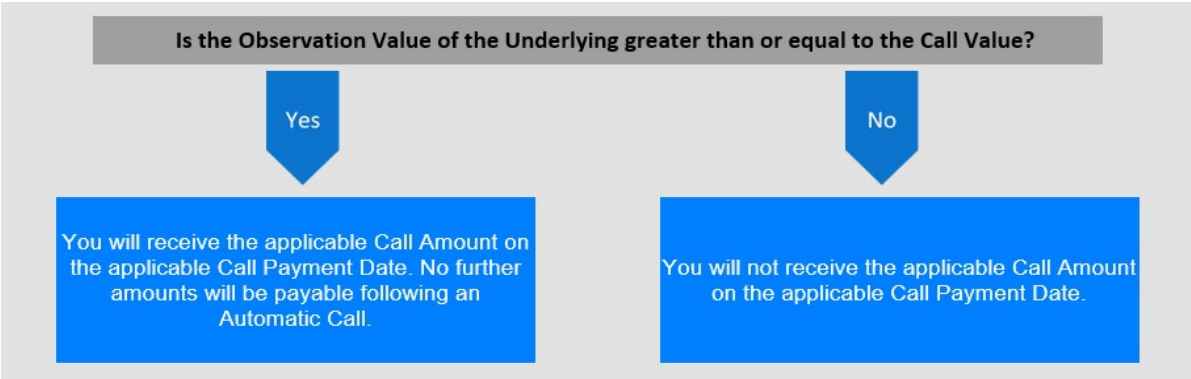 Is the Observation Value of the Underlying greater than or equal to the Call Value?
Yes
No
You will receive the applicable Call Amount on
the applicable Call Payment Date. No further
amounts will be payable following an
Automatic Call.
You will not receive the applicable Call Amount
on the applicable Call Payment Date.